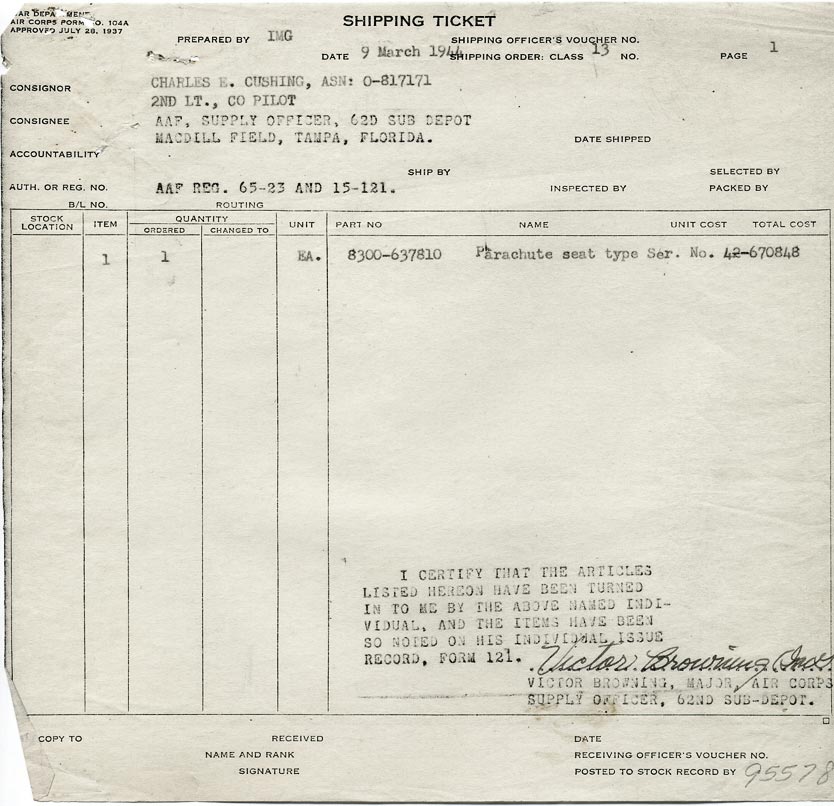 WAR DEPARTMENT
AIR CORPS FORM NO. 104A
APPROVED JULY 28, 1937
SHIPPING TICKET
PREPARED BY IMG
SHIPPING OFFICER'S VOUCHER NO.
DATE 9 March 1944 SHIPPING ORDER: CLASS 13 NO. PAGE 1
CONSIGNOR CHARLES E. CUSHING, ASN: O-817171
2ND LT., CO PILOT
CONSIGNEE AAF, SUPPLY OFFICER, 62D SUB DEPOT
MACDILL FIELD, TAMPA, FLORIDA. DATE SHIPPED
ACCOUNTABILITY
SHIP BY SELECTED BY
AUTH. OR REG. NO. AAF REG. 65-23 AND 15-121. INSPECTED BY PACKED BY
B/L NO. ROUTING
STOCK LOCATION ITEM QUANTITY ORDERED CHANGED TO UNIT PART NO NAME UNIT COST TOTAL COST
1 1 EA. 8300-637810 Parachute seat type Ser. No. 42-670848
I CERTIFY THAT THE ARTICLES
LISTED HEREON HAVE BEEN TURNED
IN TO ME BY THE ABOVE NAMED INDI-
VIDUAL, AND THE ITEMS HAVE BEEN
SO NOTED ON HIS INDIVIDUAL ISSUE
RECORD, FORM 121. Victor Browning
VICTOR BROWNING, MAJOR, AIR CORPS
SUPPLY OFFICER, 62ND SUB-DEPOT.
COPY TO RECEIVED DATE
NAME AND RANK RECEIVING OFFICER'S VOUCHER NO.
SIGNATURE POSTED TO STOCK RECORD BY 95578